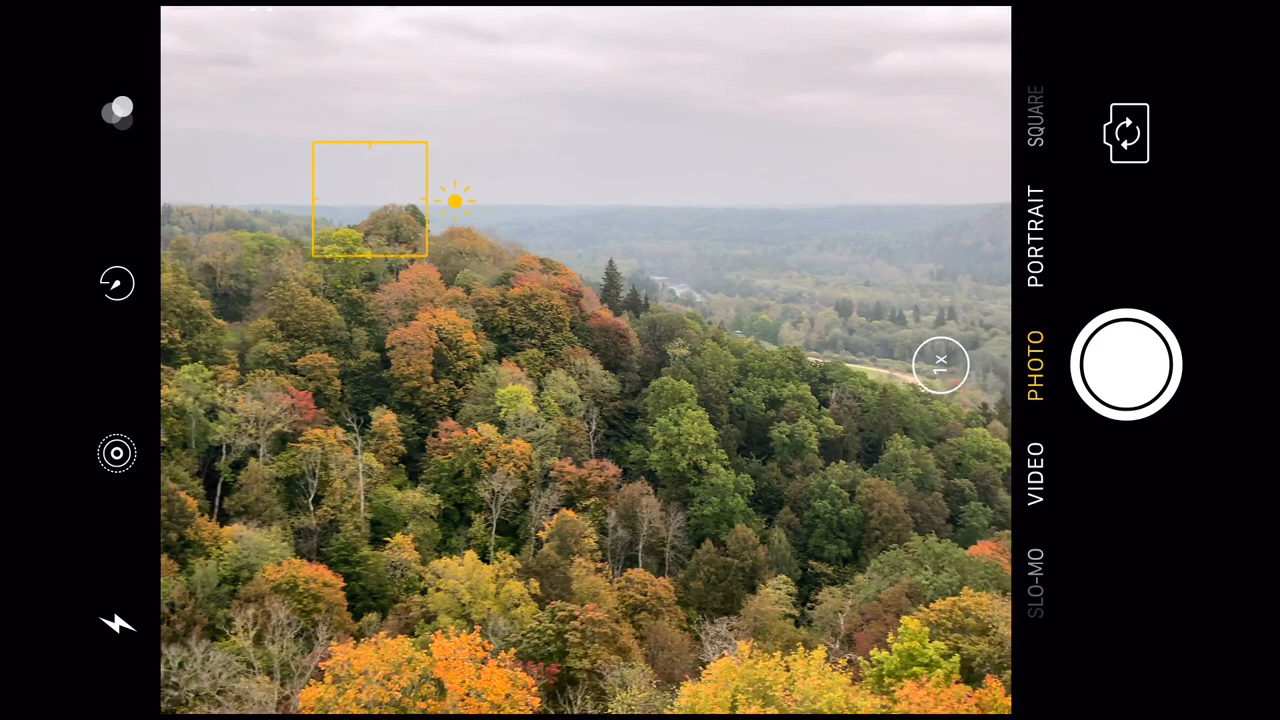 SQUARE
PORTRAIT
PHOTO
VIDEO
SLO-MO
1x